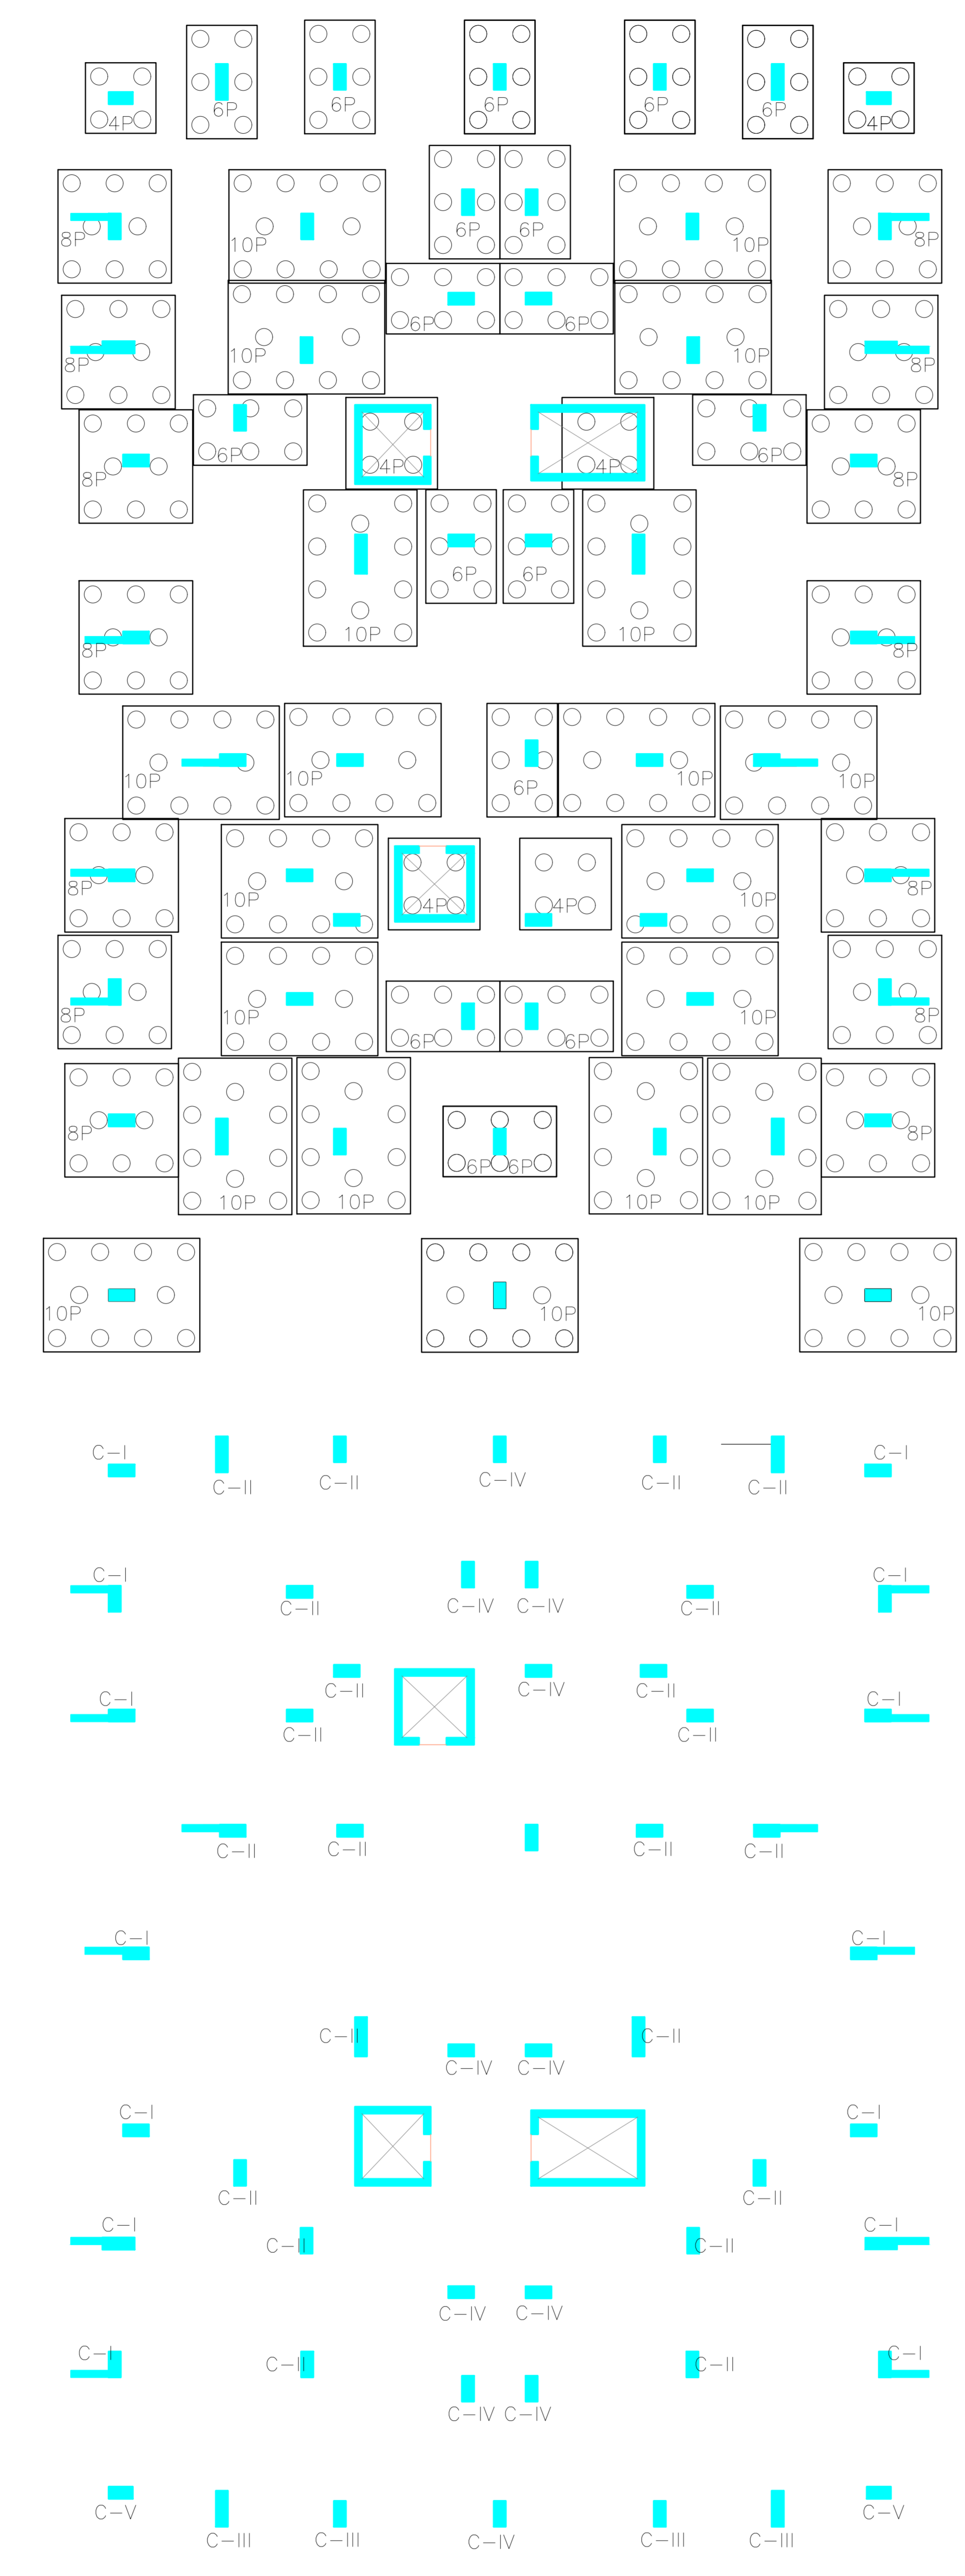 6P 6P 6P 6P 6P
4P 4P
6P 6P
8P 10P 10P 8P
6P 6P
8P 10P 10P 8P
6P 4P 4P 6P
8P 8P
6P 6P
10P 10P
8P 8P
10P 10P 6P 10P 10P
8P 10P 4P 4P 10P 8P
8P 10P 6P 6P 10P 8P
8P 6P 6P 8P
10P 10P 10P 10P
10P 10P 10P
C-I C-I
C-II C-II C-IV C-II C-II
C-I C-I
C-II C-IV C-IV C-II
C-II C-IV C-II
C-I C-I
C-II C-II
C-II C-II C-II C-II
C-I C-I
C-II C-II
C-IV C-IV
C-I C-I
C-II C-II
C-I C-I
C-II C-II
C-IV C-IV
C-I C-I
C-II C-II
C-IV C-IV
C-V C-V
C-III C-III C-IV C-III C-III